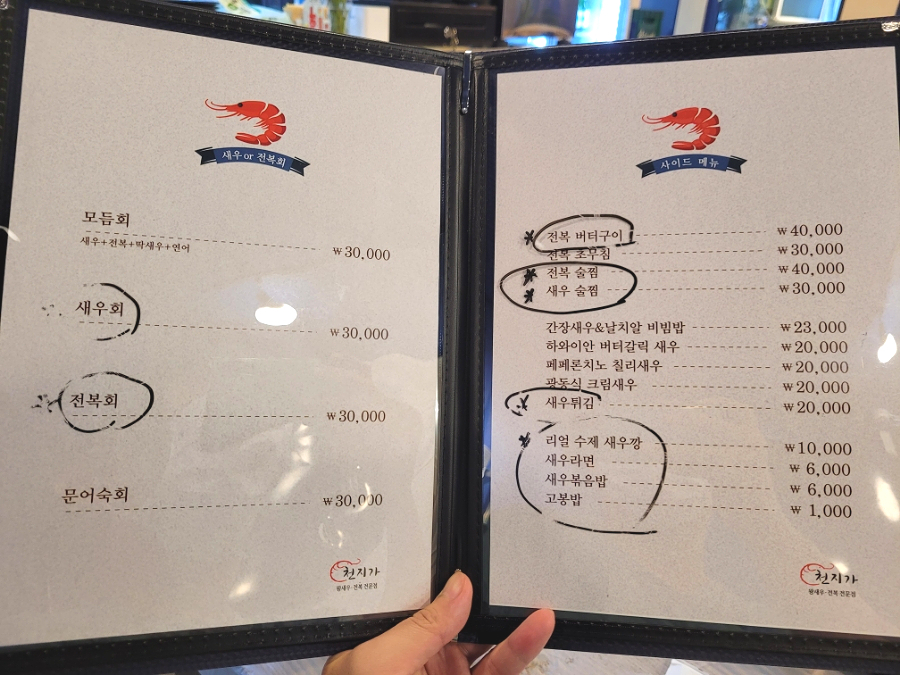 새우or전복회
모듬회
새우+전복+딱새우+연어 ₩30,000
새우회 ₩30,000
전복회 ₩30,000
문어숙회 ₩30,000
천지가
왕새우·전복 전문점
사이드 메뉴
전복 버터구이 ₩40,000
전복 초무침 ₩30,000
전복 술찜 ₩40,000
새우 술찜 ₩30,000
간장새우&날치알 비빔밥 ₩23,000
하와이안 버터갈릭 새우 ₩20,000
페페론치노 칠리새우 ₩20,000
광동식 크림새우 ₩20,000
새우튀김 ₩20,000
리얼 수제 새우깡 ₩10,000
새우라면 ₩6,000
새우볶음밥 ₩6,000
고봉밥 ₩1,000
천지가
왕새우·전복 전문점